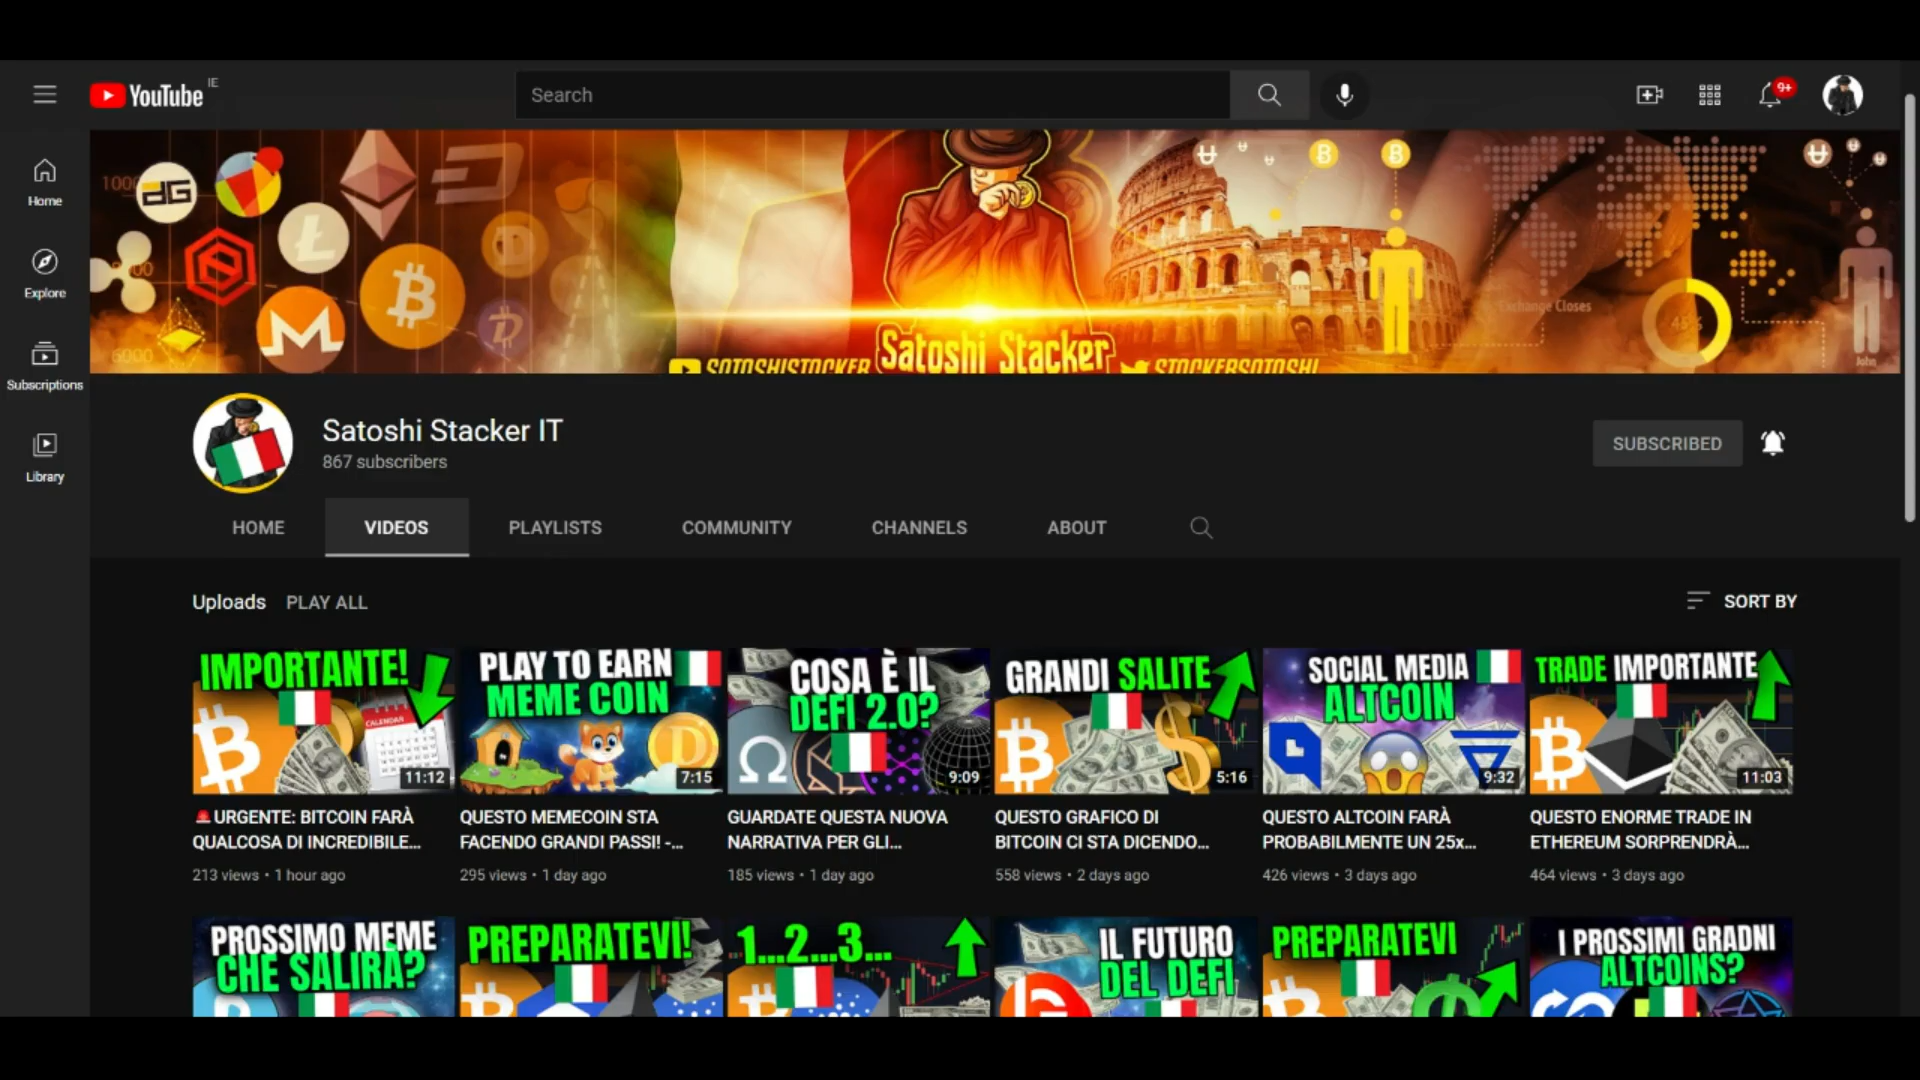 YouTube IE
Search
9+
Home
Explore
Subscriptions
Library
Exchange Closes
45%
John
SATOSHISTACKER
Satoshi Stacker
STACKERSATOSHI
Satoshi Stacker IT
867 subscribers
SUBSCRIBED
HOME
VIDEOS
PLAYLISTS
COMMUNITY
CHANNELS
ABOUT
Uploads
PLAY ALL
SORT BY
IMPORTANTE!
CALENDAR
11:12
PLAY TO EARN
MEME COIN
7:15
COSA È IL
DEFI 2.0?
9:09
GRANDI SALITE
5:16
SOCIAL MEDIA
ALTCOIN
9:32
TRADE IMPORTANTE
11:03
🚨URGENTE: BITCOIN FARÀ
QUALCOSA DI INCREDIBILE...
213 views • 1 hour ago
QUESTO MEMECOIN STA
FACENDO GRANDI PASSI! -...
295 views • 1 day ago
GUARDATE QUESTA NUOVA
NARRATIVA PER GLI...
185 views • 1 day ago
QUESTO GRAFICO DI
BITCOIN CI STA DICENDO...
558 views • 2 days ago
QUESTO ALTCOIN FARÀ
PROBABILMENTE UN 25x...
426 views • 3 days ago
QUESTO ENORME TRADE IN
ETHEREUM SORPRENDRÀ...
464 views • 3 days ago
PROSSIMO MEME
CHE SALIRÀ?
PREPARATEVI!
1...2...3...
IL FUTURO
DEL DEFI
PREPARATEVI
I PROSSIMI GRADNI
ALTCOINS?